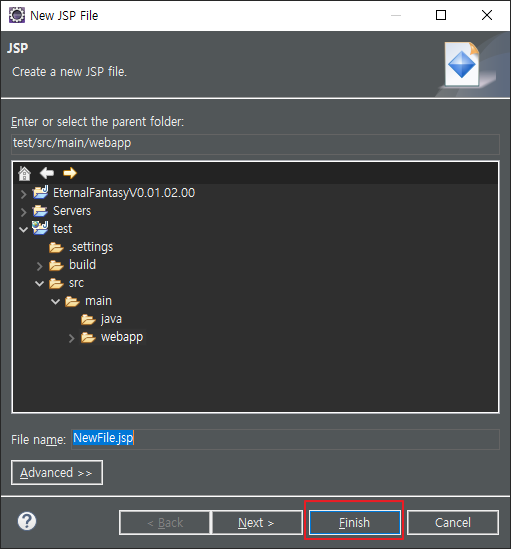 New JSP File
JSP
Create a new JSP file.
Enter or select the parent folder:
test/src/main/webapp
EternalFantasyV0.01.02.00
Servers
test
.settings
build
src
main
java
webapp
File name: NewFile.jsp
Advanced >>
< Back Next > Finish Cancel